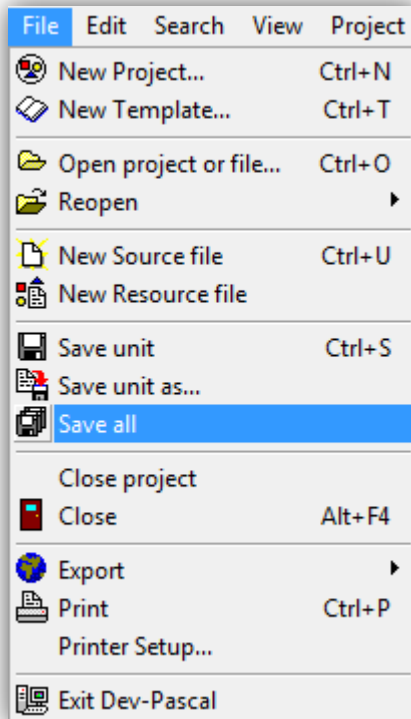 File Edit Search View Project
New Project... Ctrl+N
New Template... Ctrl+T
Open project or file... Ctrl+O
Reopen
New Source file Ctrl+U
New Resource file
Save unit Ctrl+S
Save unit as...
Save all
Close project
Close Alt+F4
Export
Print Ctrl+P
Printer Setup...
Exit Dev-Pascal